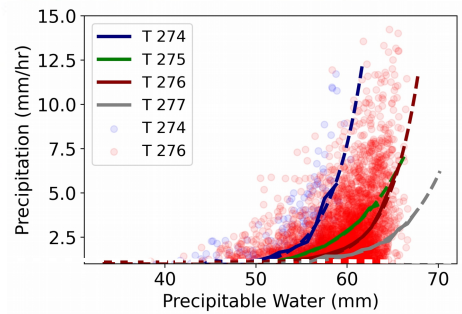 15.0
12.5
10.0
7.5
5.0
2.5
Precipitation (mm/hr)
T 274
T 275
T 276
T 277
T 274
T 276
40
50
60
70
Precipitable Water (mm)